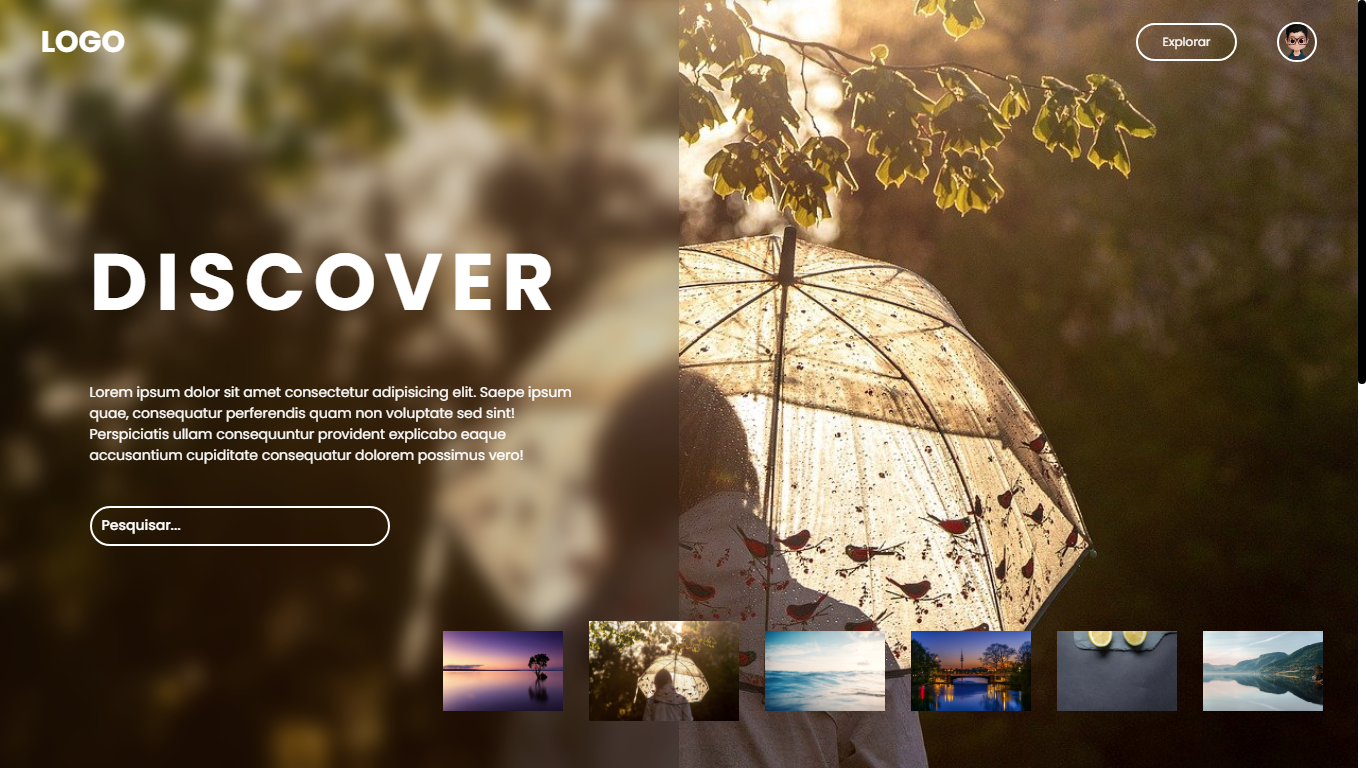 LOGO
Explorar
DISCOVER
Lorem ipsum dolor sit amet consectetur adipisicing elit. Saepe ipsum
quae, consequatur perferendis quam non voluptate sed sint!
Perspiciatis ullam consequuntur provident explicabo eaque
accusantium cupiditate consequatur dolorem possimus vero!
Pesquisar...